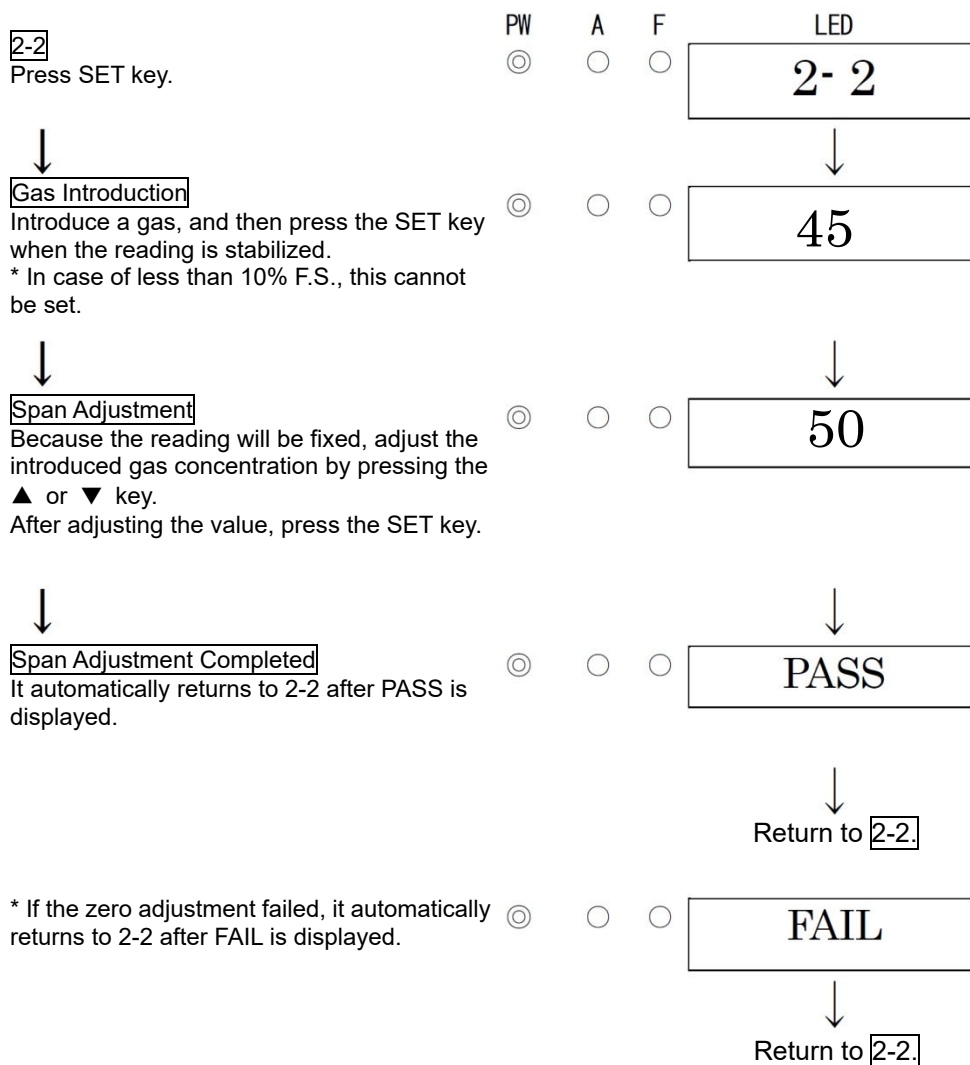 PW A F LED
2-2
Press SET key.
2- 2
Gas Introduction
Introduce a gas, and then press the SET key
when the reading is stabilized.
* In case of less than 10% F.S., this cannot
be set.
45
Span Adjustment
Because the reading will be fixed, adjust the
introduced gas concentration by pressing the
▲ or ▼ key.
After adjusting the value, press the SET key.
50
Span Adjustment Completed
It automatically returns to 2-2 after PASS is
displayed.
PASS
Return to 2-2.
* If the zero adjustment failed, it automatically
returns to 2-2 after FAIL is displayed.
FAIL
Return to 2-2.